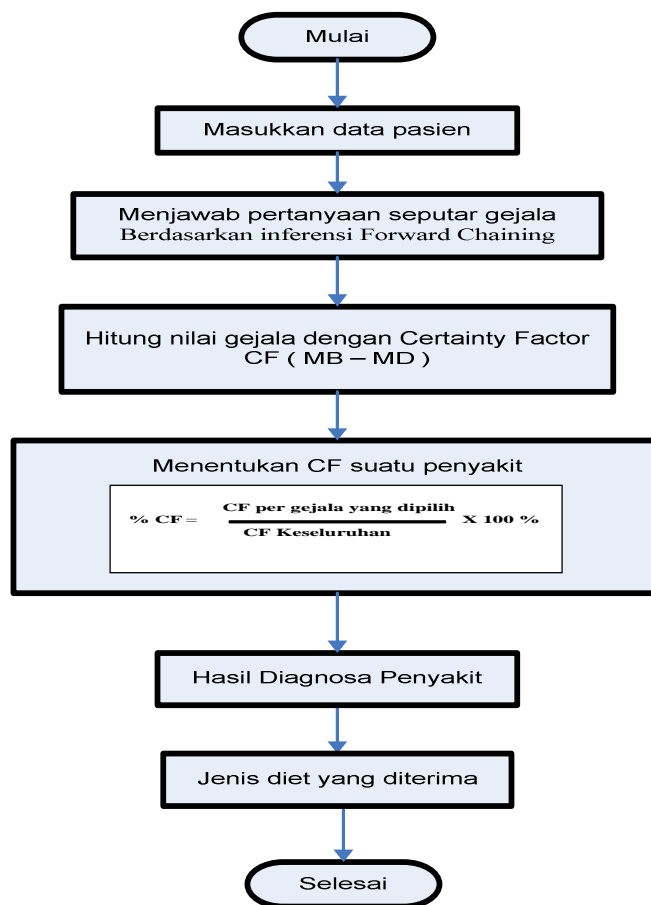 Mulai
Masukkan data pasien
Menjawab pertanyaan seputar gejala
Berdasarkan inferensi Forward Chaining
Hitung nilai gejala dengan Certainty Factor
CF ( MB – MD )
Menentukan CF suatu penyakit
CF per gejala yang dipilih
% CF = X 100 %
CF Keseluruhan
Hasil Diagnosa Penyakit
Jenis diet yang diterima
Selesai